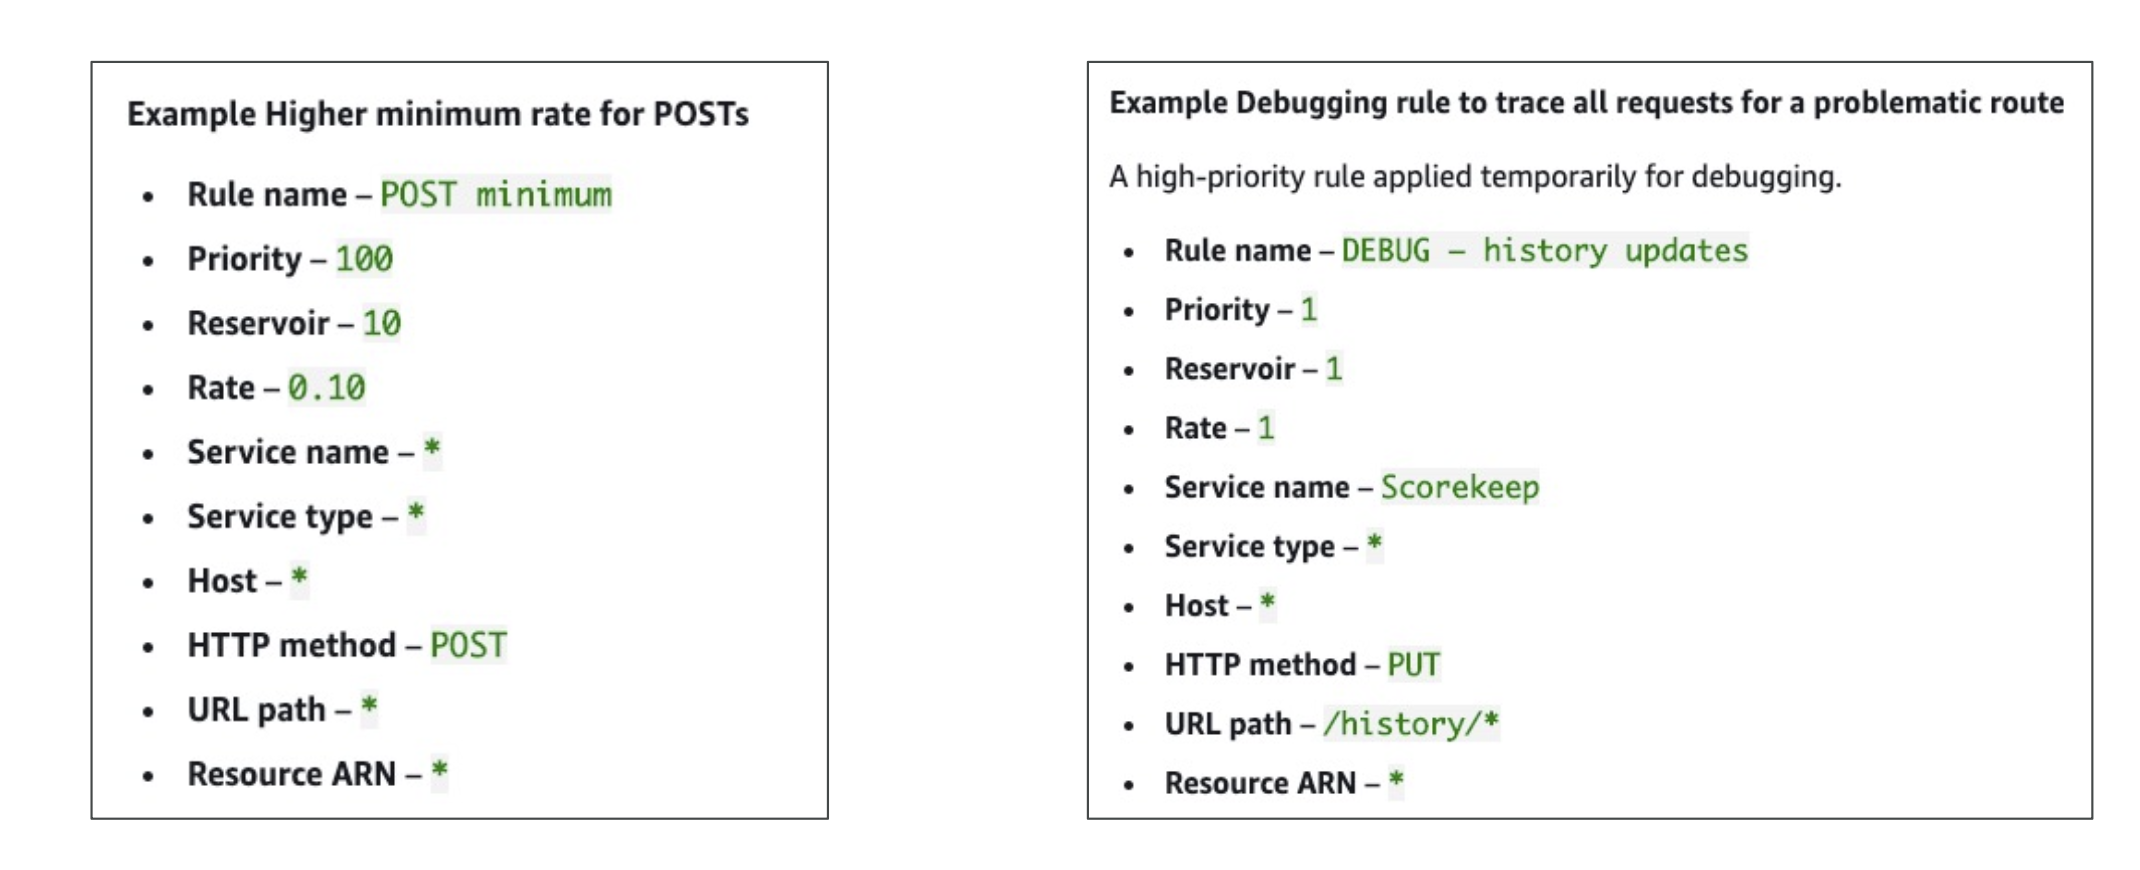 Example Higher minimum rate for POSTs
• Rule name – POST minimum
• Priority – 100
• Reservoir – 10
• Rate – 0.10
• Service name – *
• Service type – *
• Host – *
• HTTP method – POST
• URL path – *
• Resource ARN – *
Example Debugging rule to trace all requests for a problematic route
A high-priority rule applied temporarily for debugging.
• Rule name – DEBUG – history updates
• Priority – 1
• Reservoir – 1
• Rate – 1
• Service name – Scorekeep
• Service type – *
• Host – *
• HTTP method – PUT
• URL path – /history/*
• Resource ARN – *